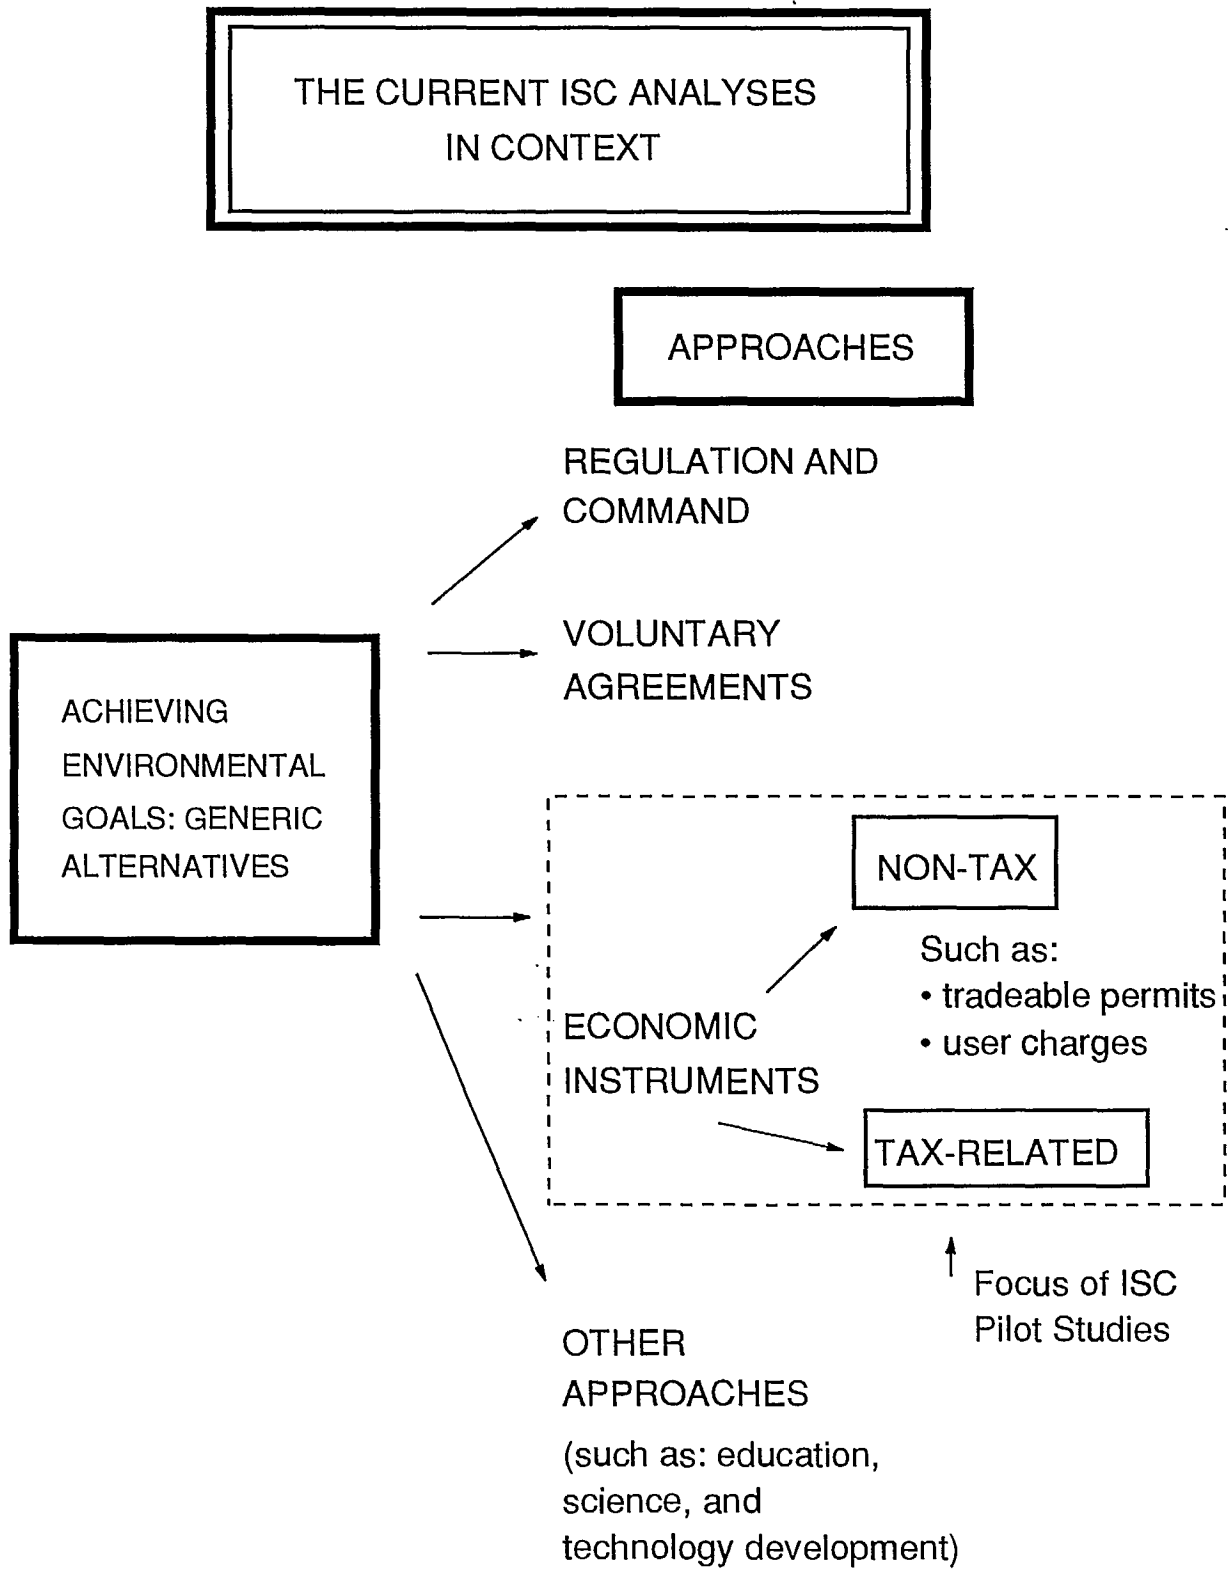 THE CURRENT ISC ANALYSES
IN CONTEXT
APPROACHES
REGULATION AND
COMMAND
VOLUNTARY
AGREEMENTS
ACHIEVING
ENVIRONMENTAL
GOALS: GENERIC
ALTERNATIVES
NON-TAX
Such as:
• tradeable permits
• user charges
ECONOMIC
INSTRUMENTS
TAX-RELATED
Focus of ISC
Pilot Studies
OTHER
APPROACHES
(such as: education,
science, and
technology development)